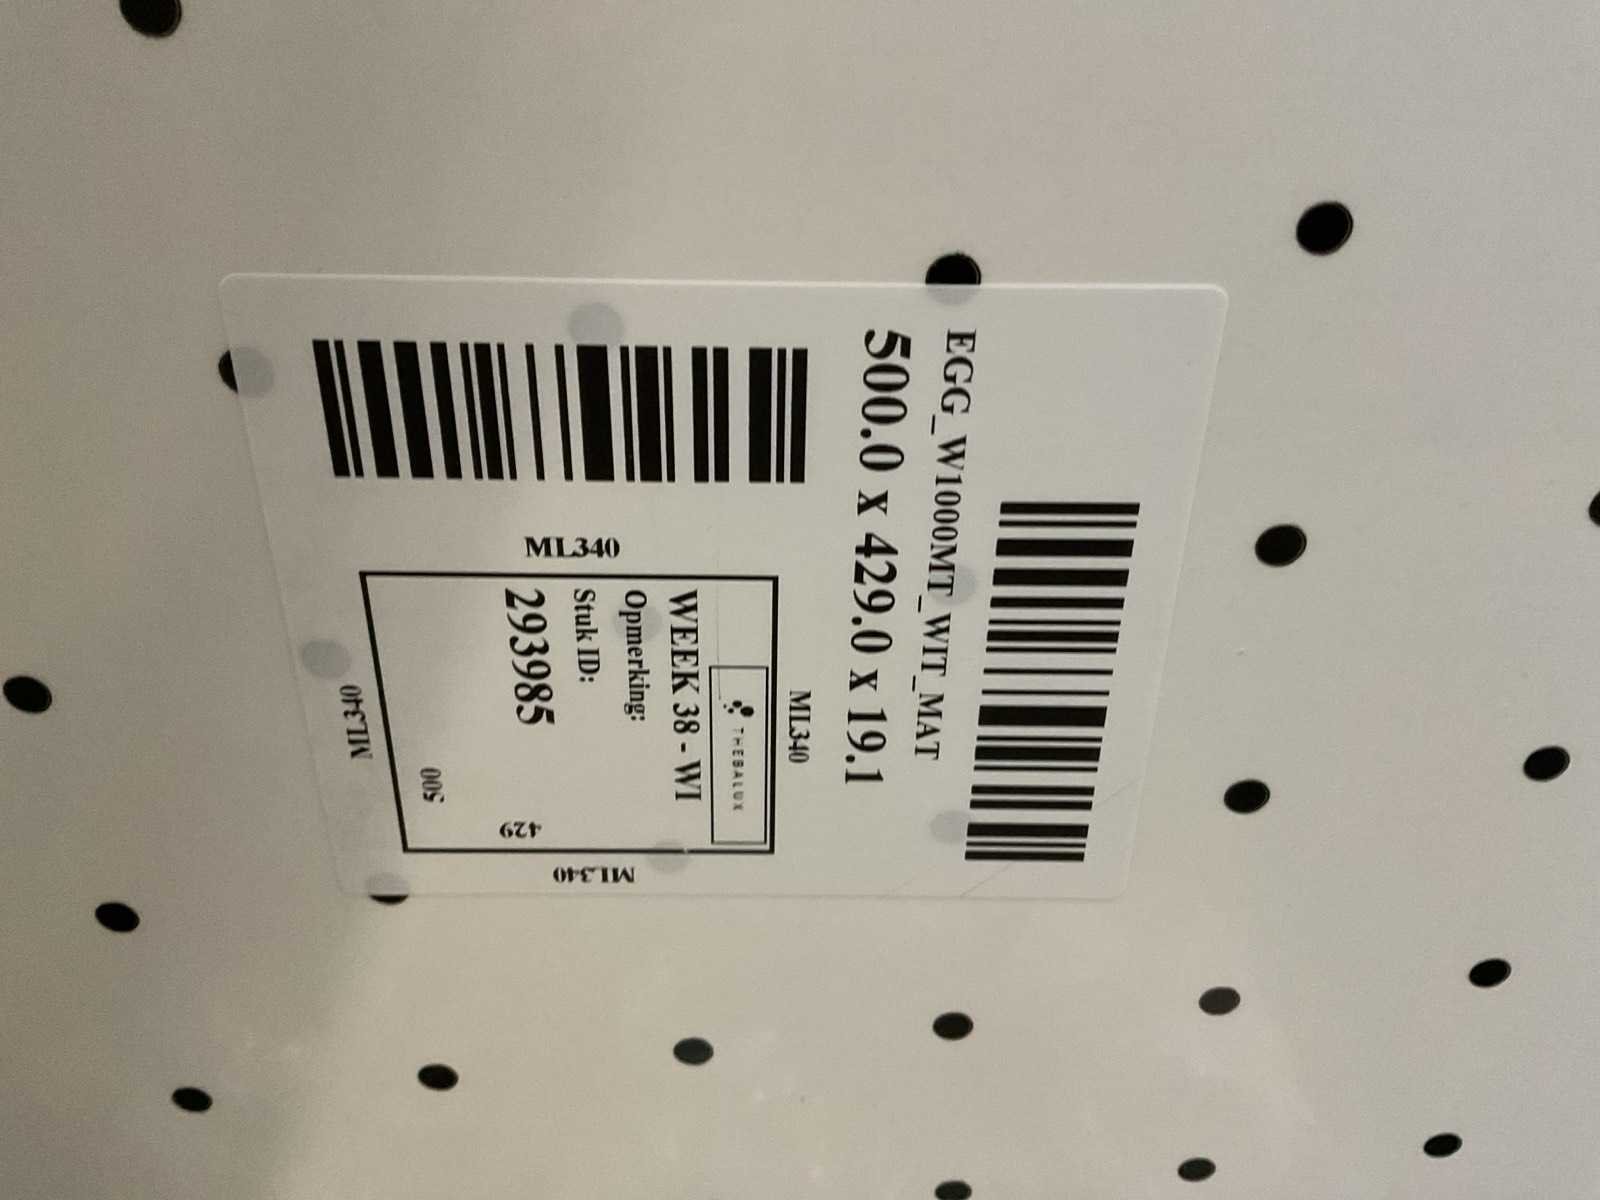 EGG_W1000MT_WIT_MAT
500.0 x 429.0 x 19.1
ML340
THEBALUX
WEEK 38 - WI
Opmerking:
Stuk ID:
293985
429
500
ML340
ML340
ML340